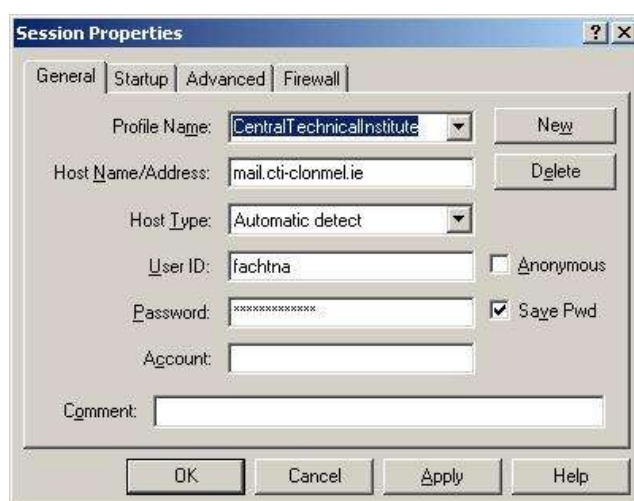 Session Properties
? X
General Startup Advanced Firewall
Profile Name: CentralTechnicalInstitute New
Host Name/Address: mail.cti-clonmel.ie Delete
Host Type: Automatic detect
User ID: fachtna Anonymous
Password: ************* Save Pwd
Account:
Comment:
OK Cancel Apply Help